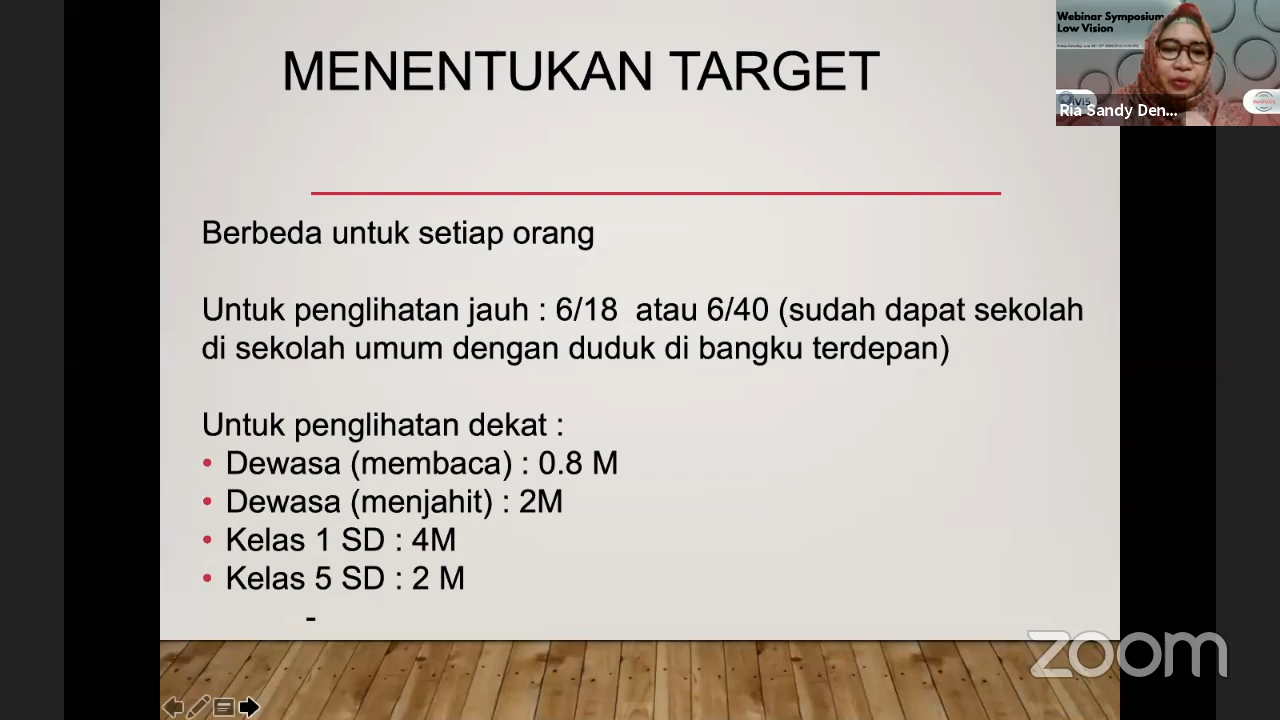 MENENTUKAN TARGET
Berbeda untuk setiap orang
Untuk penglihatan jauh : 6/18 atau 6/40 (sudah dapat sekolah
di sekolah umum dengan duduk di bangku terdepan)
Untuk penglihatan dekat :
• Dewasa (membaca) : 0.8 M
• Dewasa (menjahit) : 2M
• Kelas 1 SD : 4M
• Kelas 5 SD : 2 M
-
Webinar Symposium
Low Vision
Ria Sandy Den...
zoom